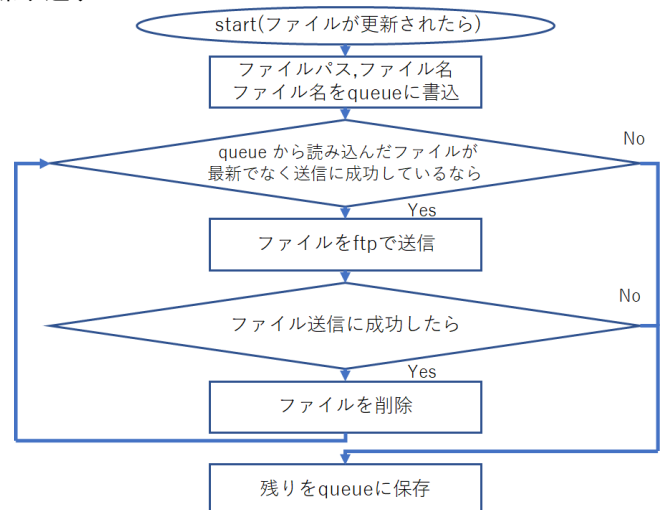 start(ファイルが更新されたら)
ファイルパス,ファイル名
ファイル名をqueueに書込
queue から読み込んだファイルが
最新でなく送信に成功しているなら
No
Yes
ファイルをftpで送信
ファイル送信に成功したら
No
Yes
ファイルを削除
残りをqueueに保存